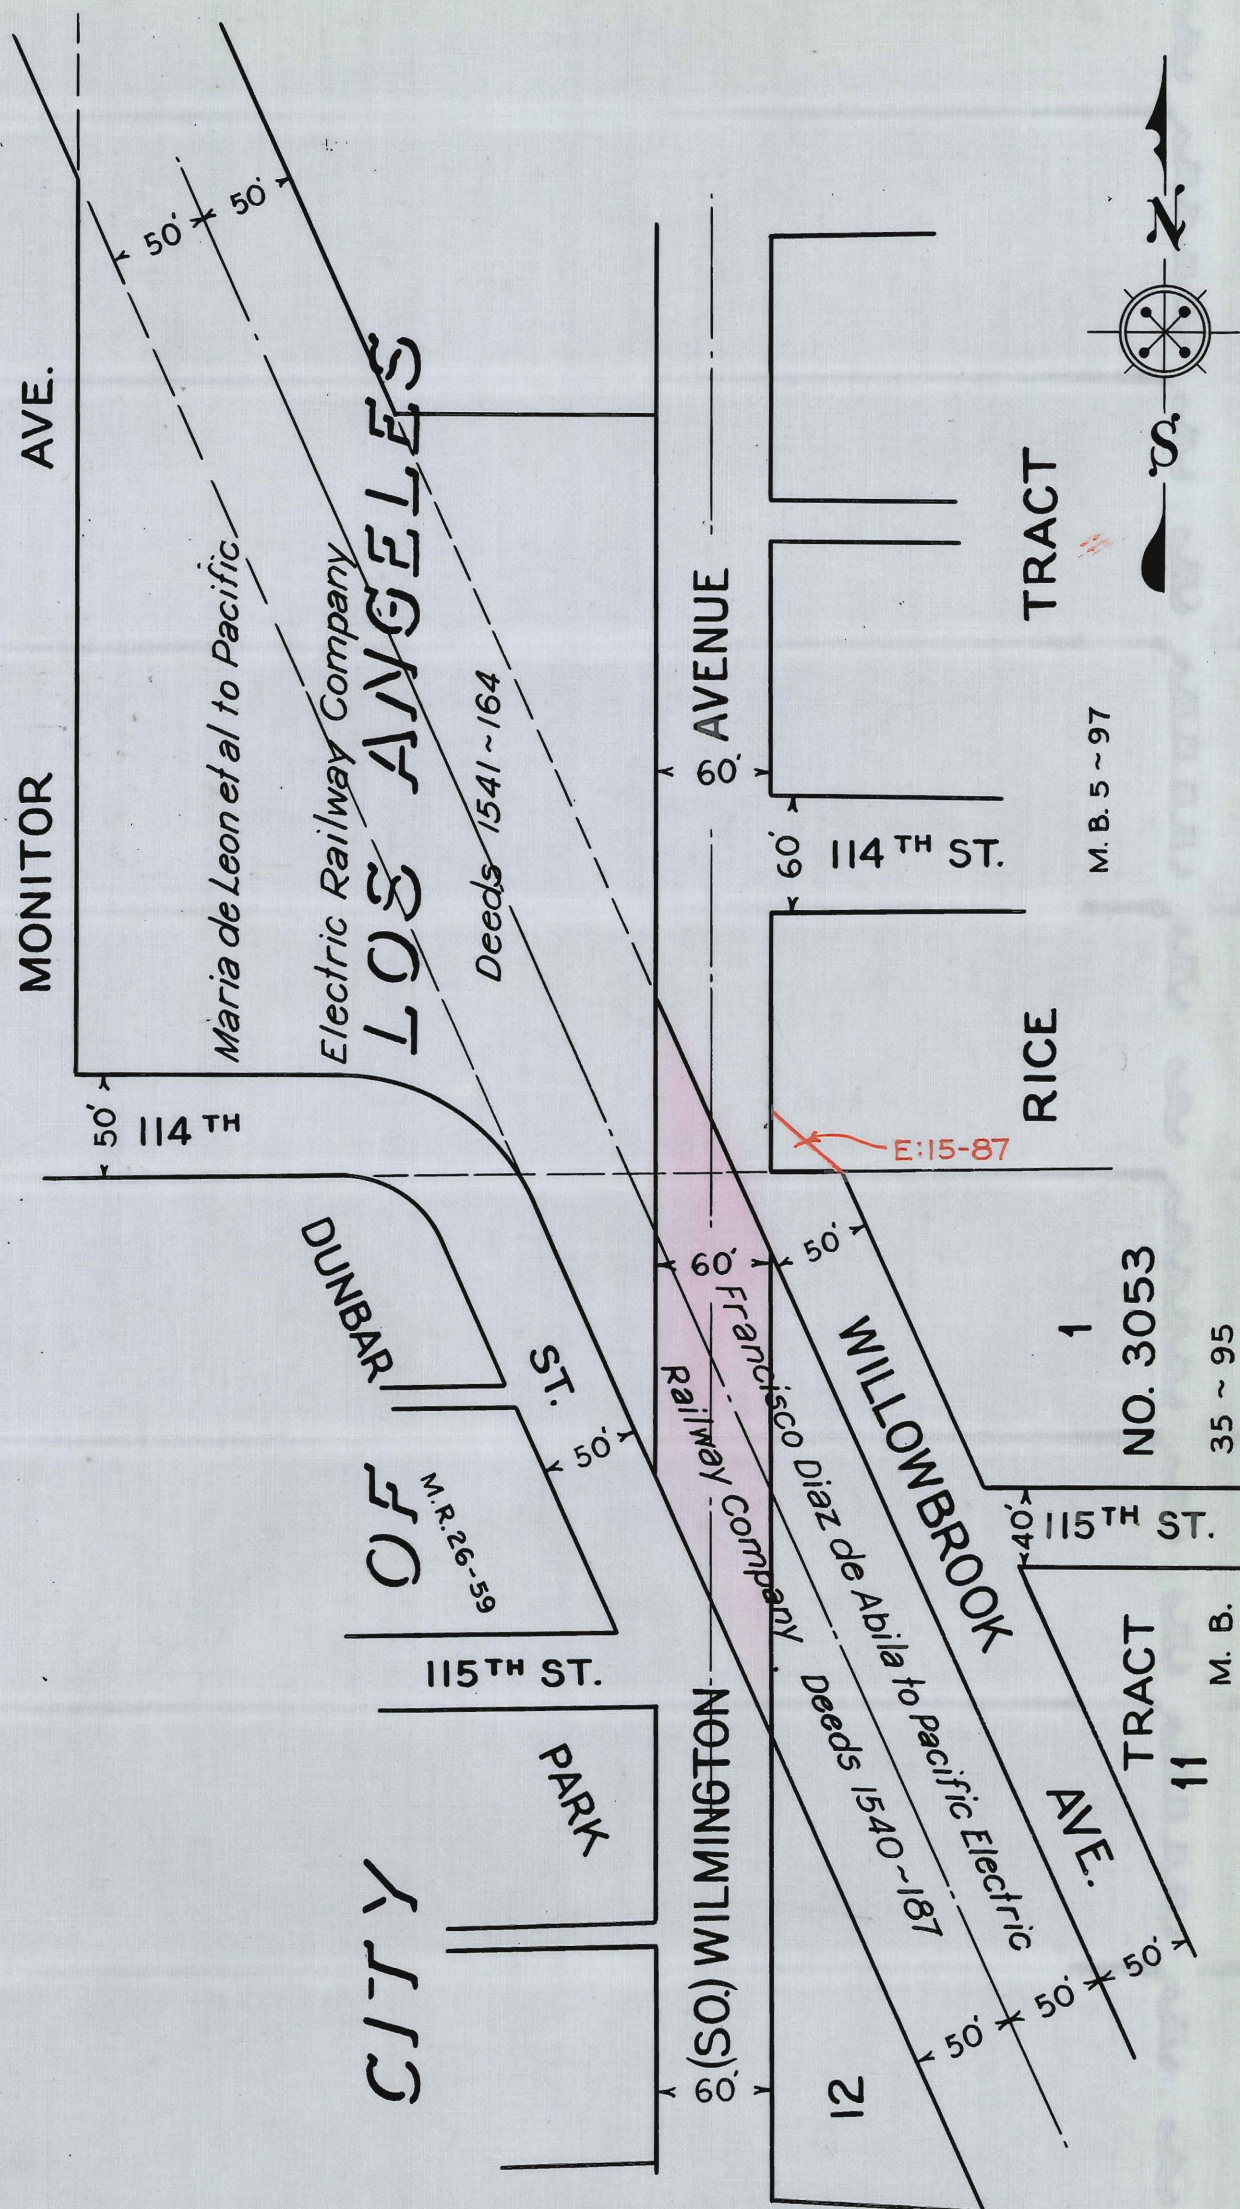 MONITOR AVE.
50' 50'
Maria de Leon et al to Pacific
Electric Railway Company
Deeds 1541~164
CITY OF LOS ANGELES
50' 114TH
ST.
50'
DUNBAR
PARK
M.R. 26-59
115TH ST.
(SO.) WILMINGTON AVENUE
60'
60'
60'
Francisco Diaz de Abila to Pacific Electric
Railway Company Deeds 1540~187
60' 114TH ST.
RICE TRACT
M.B. 5~97
E:15-87
50'
WILLOWBROOK AVE.
40' 115TH ST.
50' 50' 50'
12
TRACT NO. 3053
11
1
M. B. 35 ~ 95
S. N